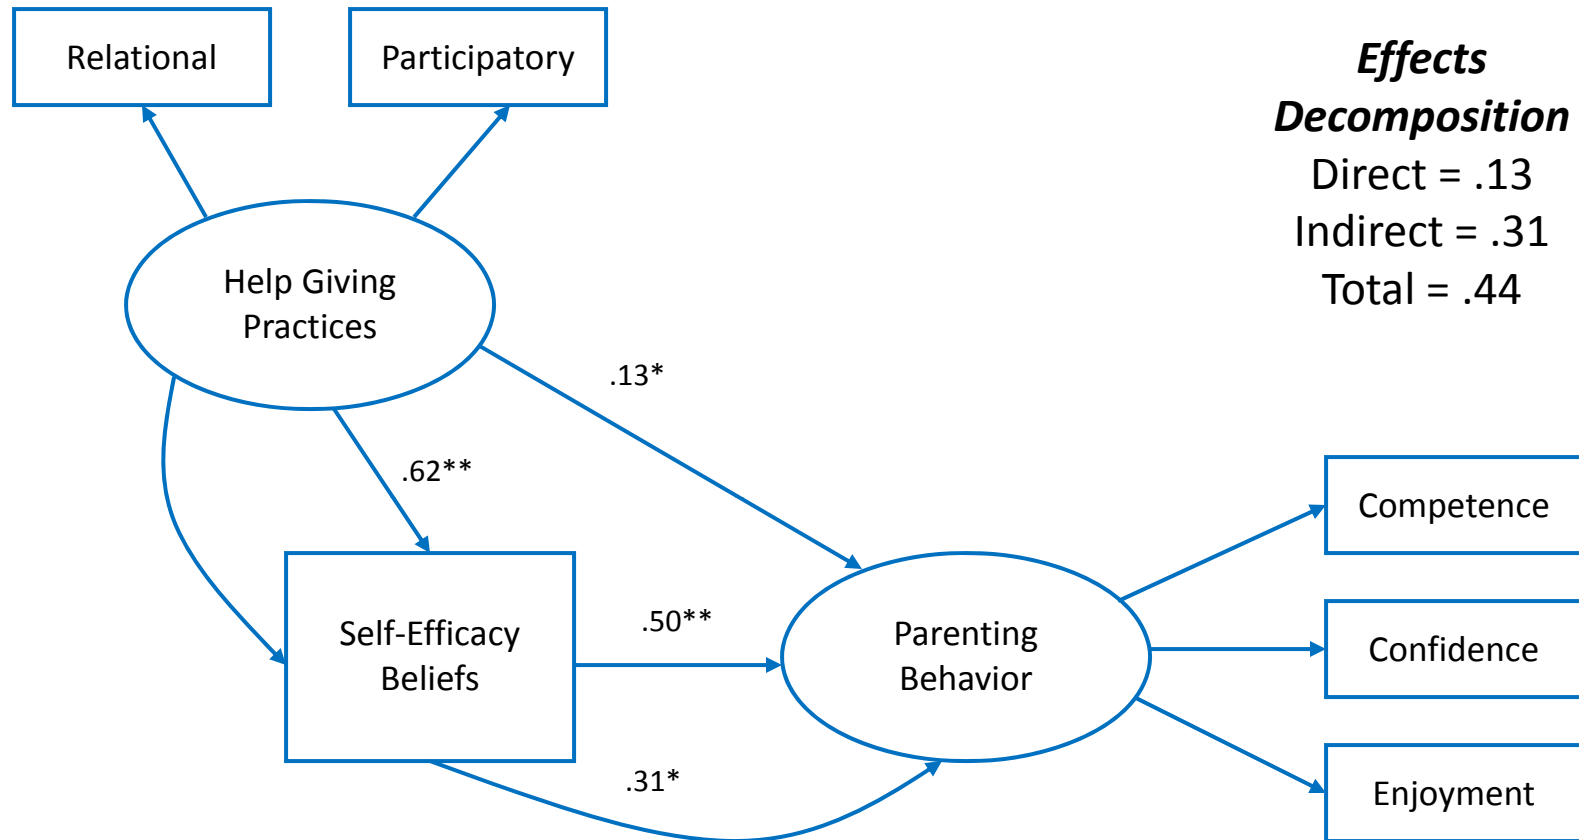 Relational
Participatory
Effects
Decomposition
Direct = .13
Indirect = .31
Total = .44
Help Giving
Practices
.13*
.62**
Competence
Self-Efficacy
Beliefs
.50**
Parenting
Behavior
Confidence
.31*
Enjoyment